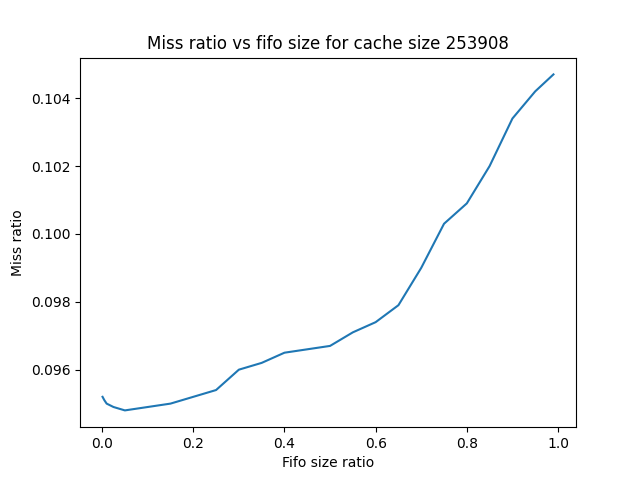 Miss ratio vs fifo size for cache size 253908
0.104
0.102
0.100
0.098
0.096
Miss ratio
0.0 0.2 0.4 0.6 0.8 1.0
Fifo size ratio